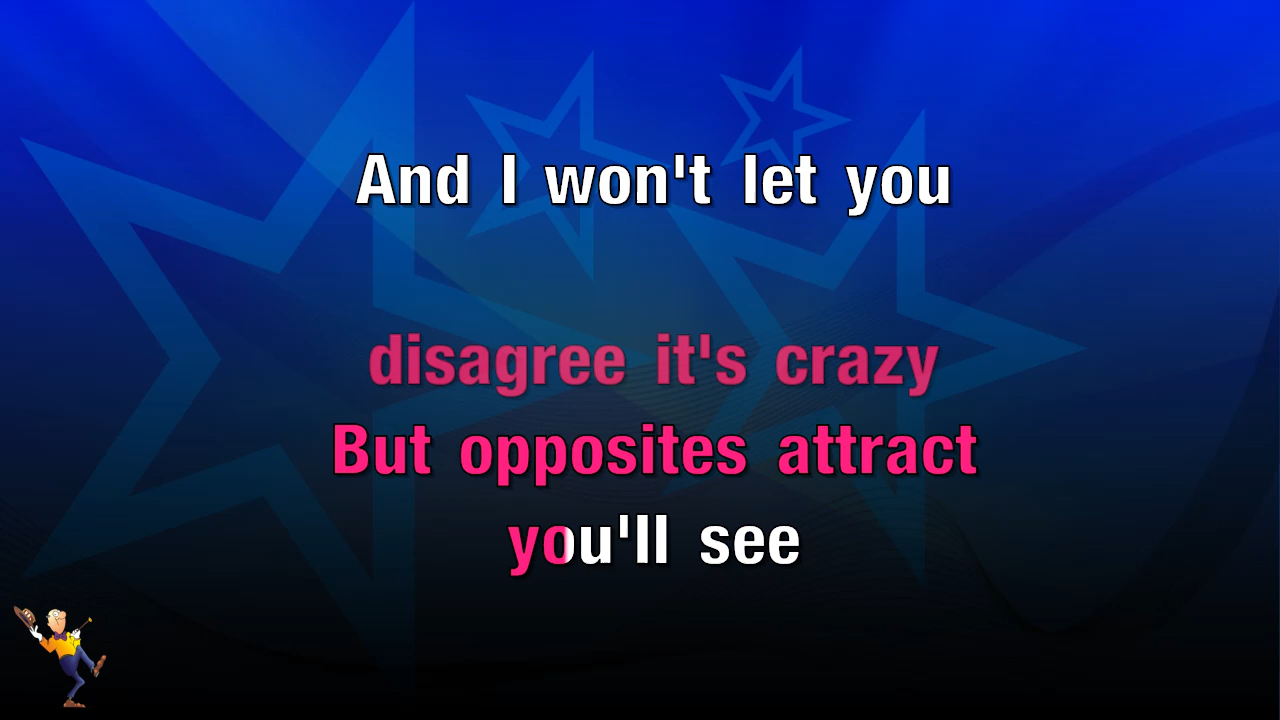 And I won't let you
disagree it's crazy
But opposites attract
you'll see